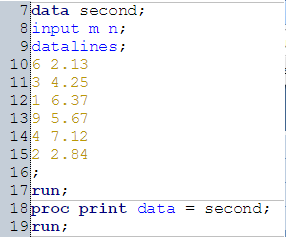 7 data second;
8 input m n;
9 datalines;
10 6 2.13
11 3 4.25
12 1 6.37
13 9 5.67
14 4 7.12
15 2 2.84
16 ;
17 run;
18 proc print data = second;
19 run;